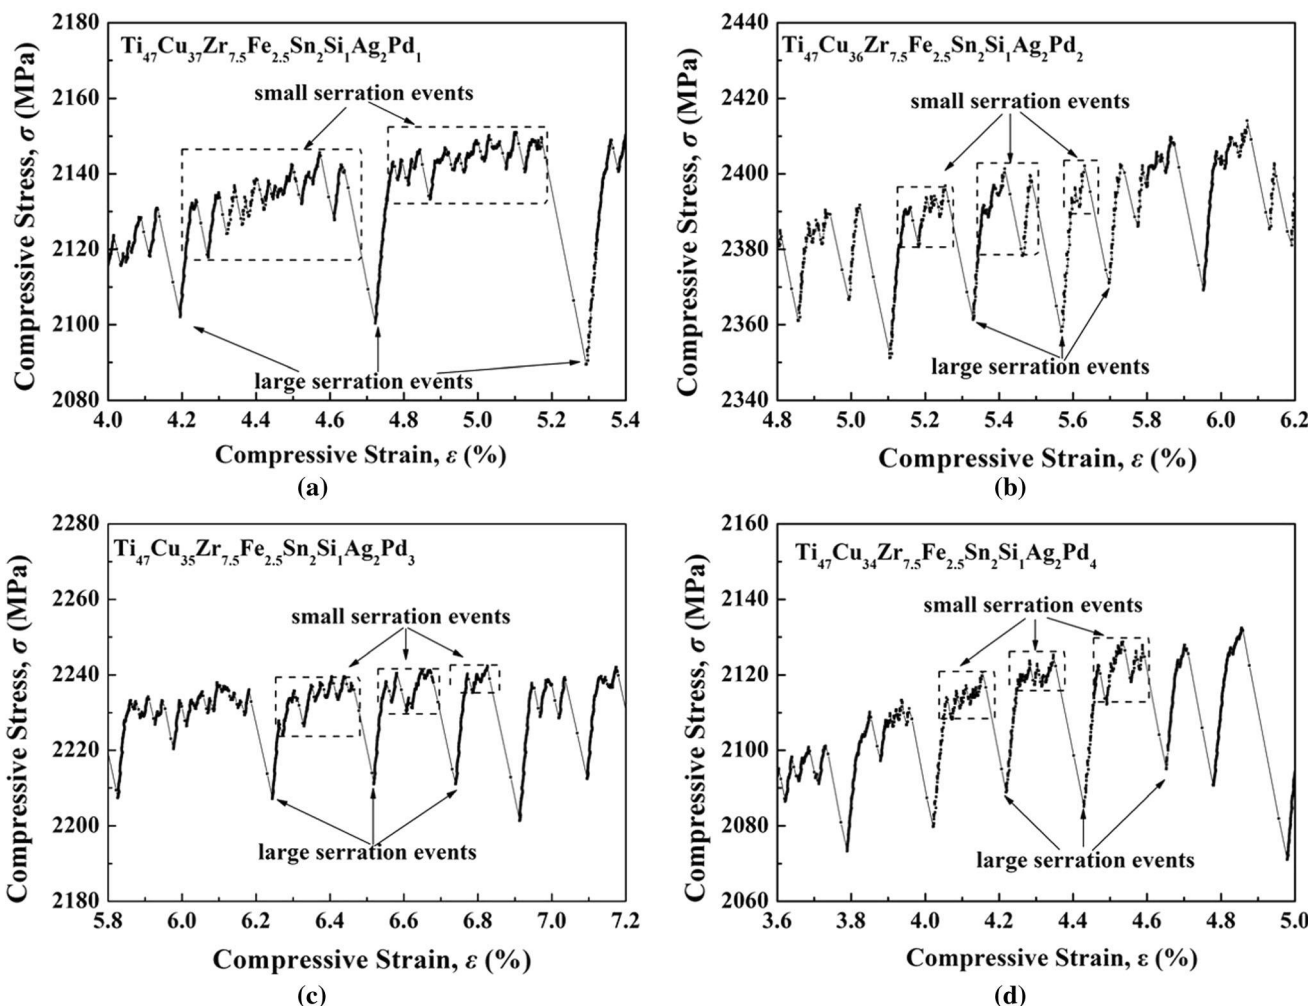 (a)
2180
2160
2140
2120
2100
2080
Compressive Stress, σ (MPa)
Ti47Cu37Zr7.5Fe2.5Sn2Si1Ag2Pd1
small serration events
large serration events
4.0 4.2 4.4 4.6 4.8 5.0 5.2 5.4
Compressive Strain, ε (%)
(a)
2440
2420
2400
2380
2360
2340
Compressive Stress, σ (MPa)
Ti47Cu36Zr7.5Fe2.5Sn2Si1Ag2Pd2
small serration events
large serration events
4.8 5.0 5.2 5.4 5.6 5.8 6.0 6.2
Compressive Strain, ε (%)
(b)
2280
2260
2240
2220
2200
2180
Compressive Stress, σ (MPa)
Ti47Cu35Zr7.5Fe2.5Sn2Si1Ag2Pd3
small serration events
large serration events
5.8 6.0 6.2 6.4 6.6 6.8 7.0 7.2
Compressive Strain, ε (%)
(c)
2160
2140
2120
2100
2080
2060
Compressive Stress, σ (MPa)
Ti47Cu34Zr7.5Fe2.5Sn2Si1Ag2Pd4
small serration events
large serration events
3.6 3.8 4.0 4.2 4.4 4.6 4.8 5.0
Compressive Strain, ε (%)
(d)